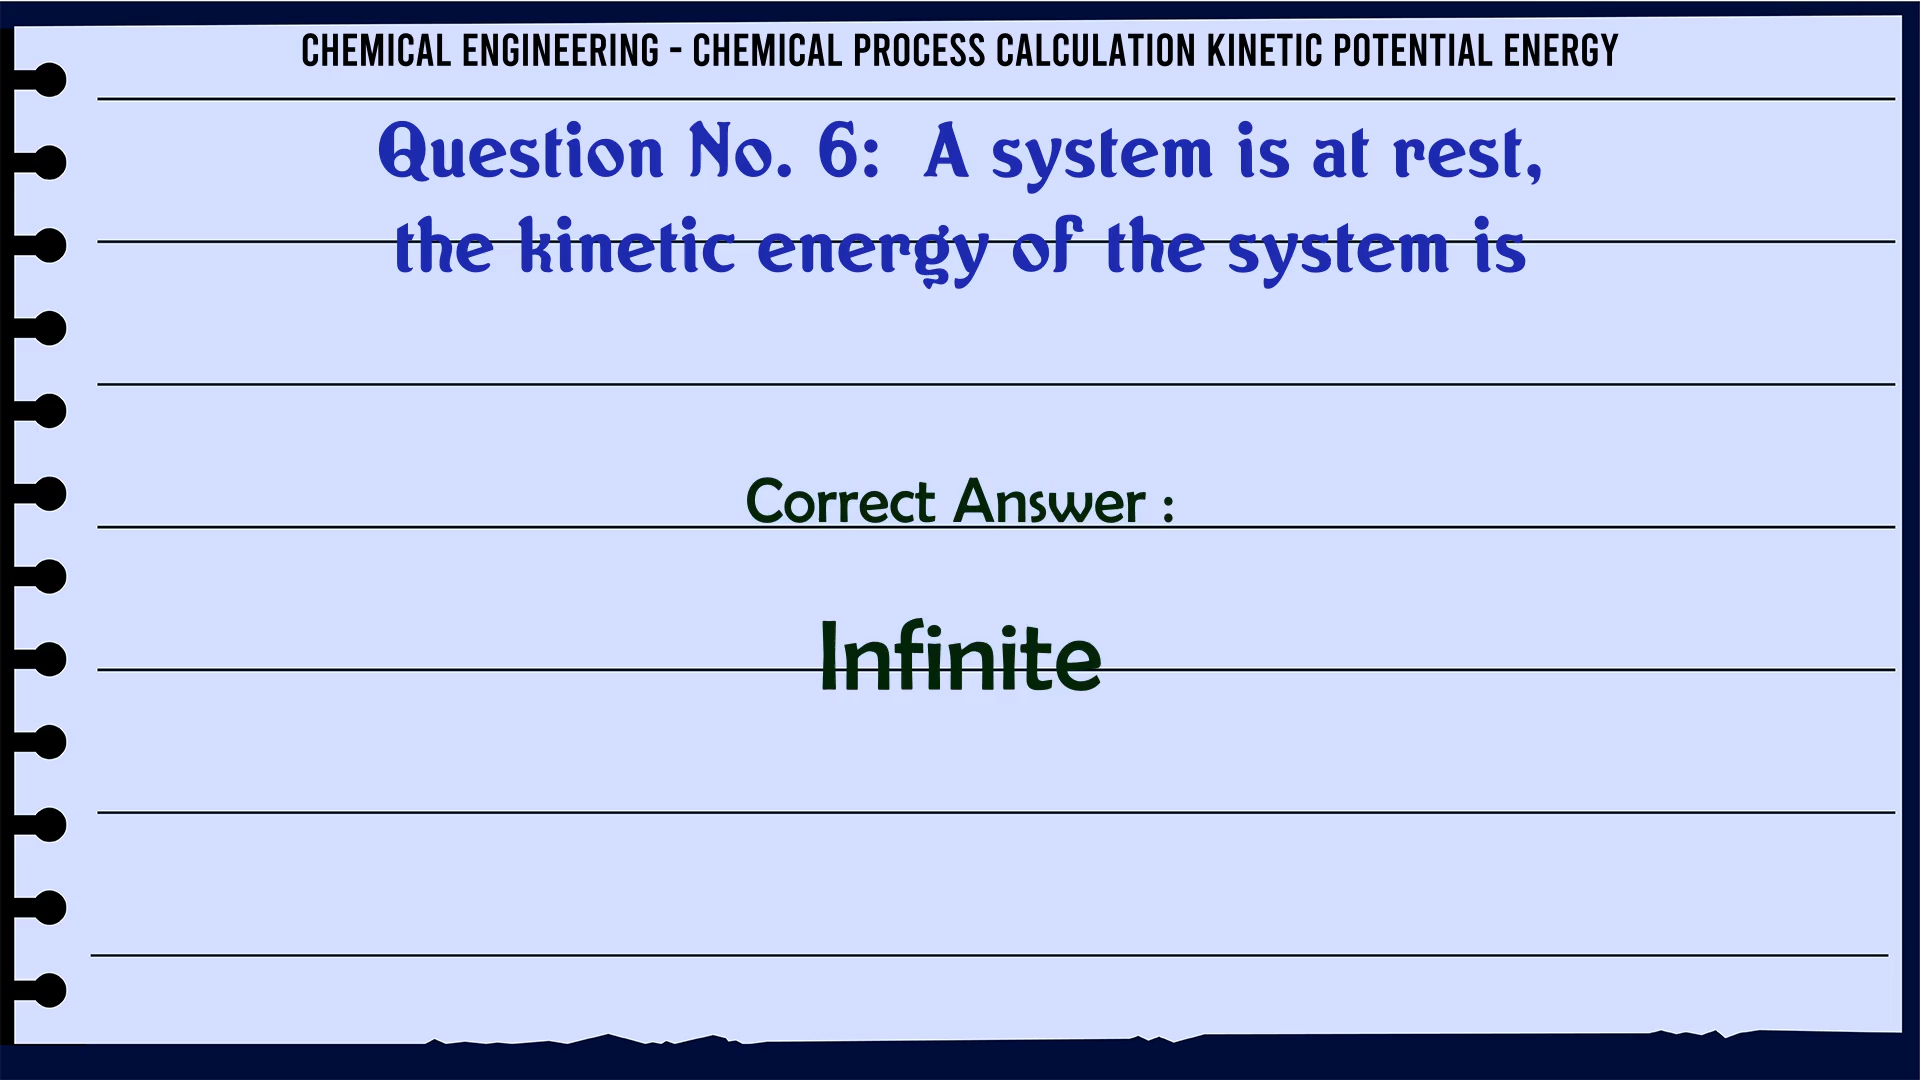 CHEMICAL ENGINEERING - CHEMICAL PROCESS CALCULATION KINETIC POTENTIAL ENERGY
Question No. 6: A system is at rest,
the kinetic energy of the system is
Correct Answer :
Infinite